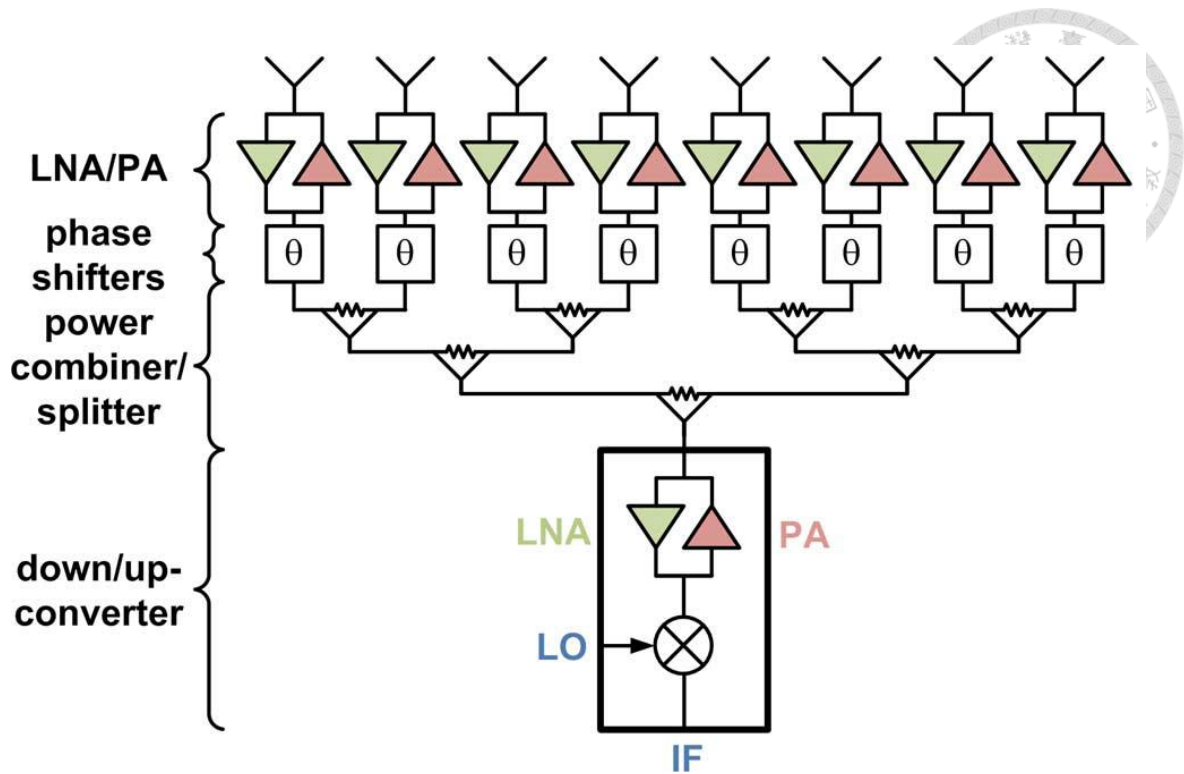 LNA/PA
phase
shifters
θ θ θ θ θ θ θ θ
power
combiner/
splitter
down/up-
converter
LNA
PA
LO
IF